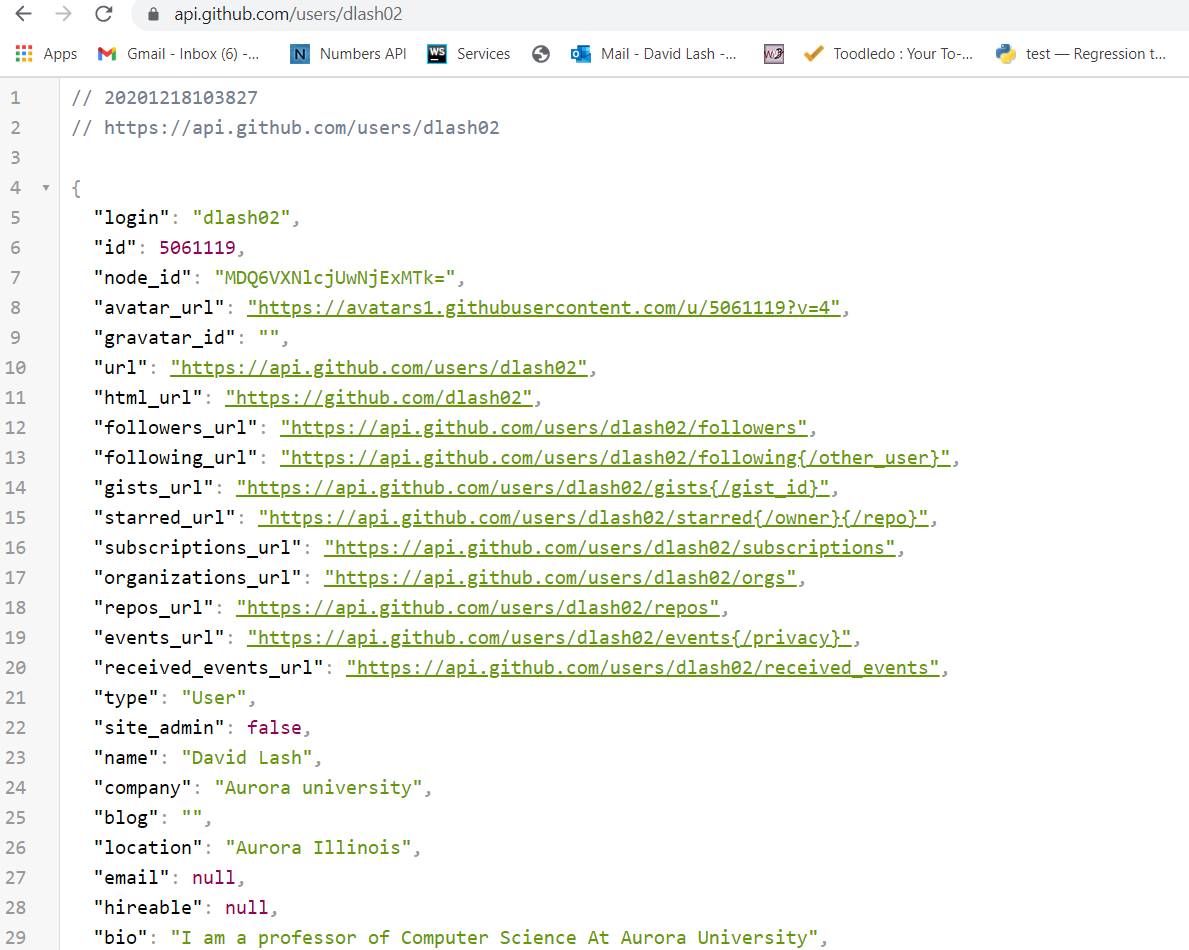 api.github.com/users/dlash02
Apps Gmail - Inbox (6) -... N Numbers API WS Services Mail - David Lash -... Toodledo : Your To-... test — Regression t...
1 // 20201218103827
2 // https://api.github.com/users/dlash02
3
4 {
5 "login": "dlash02",
6 "id": 5061119,
7 "node_id": "MDQ6VXNlcjUwNjExMTk=",
8 "avatar_url": "https://avatars1.githubusercontent.com/u/5061119?v=4",
9 "gravatar_id": "",
10 "url": "https://api.github.com/users/dlash02",
11 "html_url": "https://github.com/dlash02",
12 "followers_url": "https://api.github.com/users/dlash02/followers",
13 "following_url": "https://api.github.com/users/dlash02/following{/other_user}",
14 "gists_url": "https://api.github.com/users/dlash02/gists{/gist_id}",
15 "starred_url": "https://api.github.com/users/dlash02/starred{/owner}{/repo}",
16 "subscriptions_url": "https://api.github.com/users/dlash02/subscriptions",
17 "organizations_url": "https://api.github.com/users/dlash02/orgs",
18 "repos_url": "https://api.github.com/users/dlash02/repos",
19 "events_url": "https://api.github.com/users/dlash02/events{/privacy}",
20 "received_events_url": "https://api.github.com/users/dlash02/received_events",
21 "type": "User",
22 "site_admin": false,
23 "name": "David Lash",
24 "company": "Aurora university",
25 "blog": "",
26 "location": "Aurora Illinois",
27 "email": null,
28 "hireable": null,
29 "bio": "I am a professor of Computer Science At Aurora University",